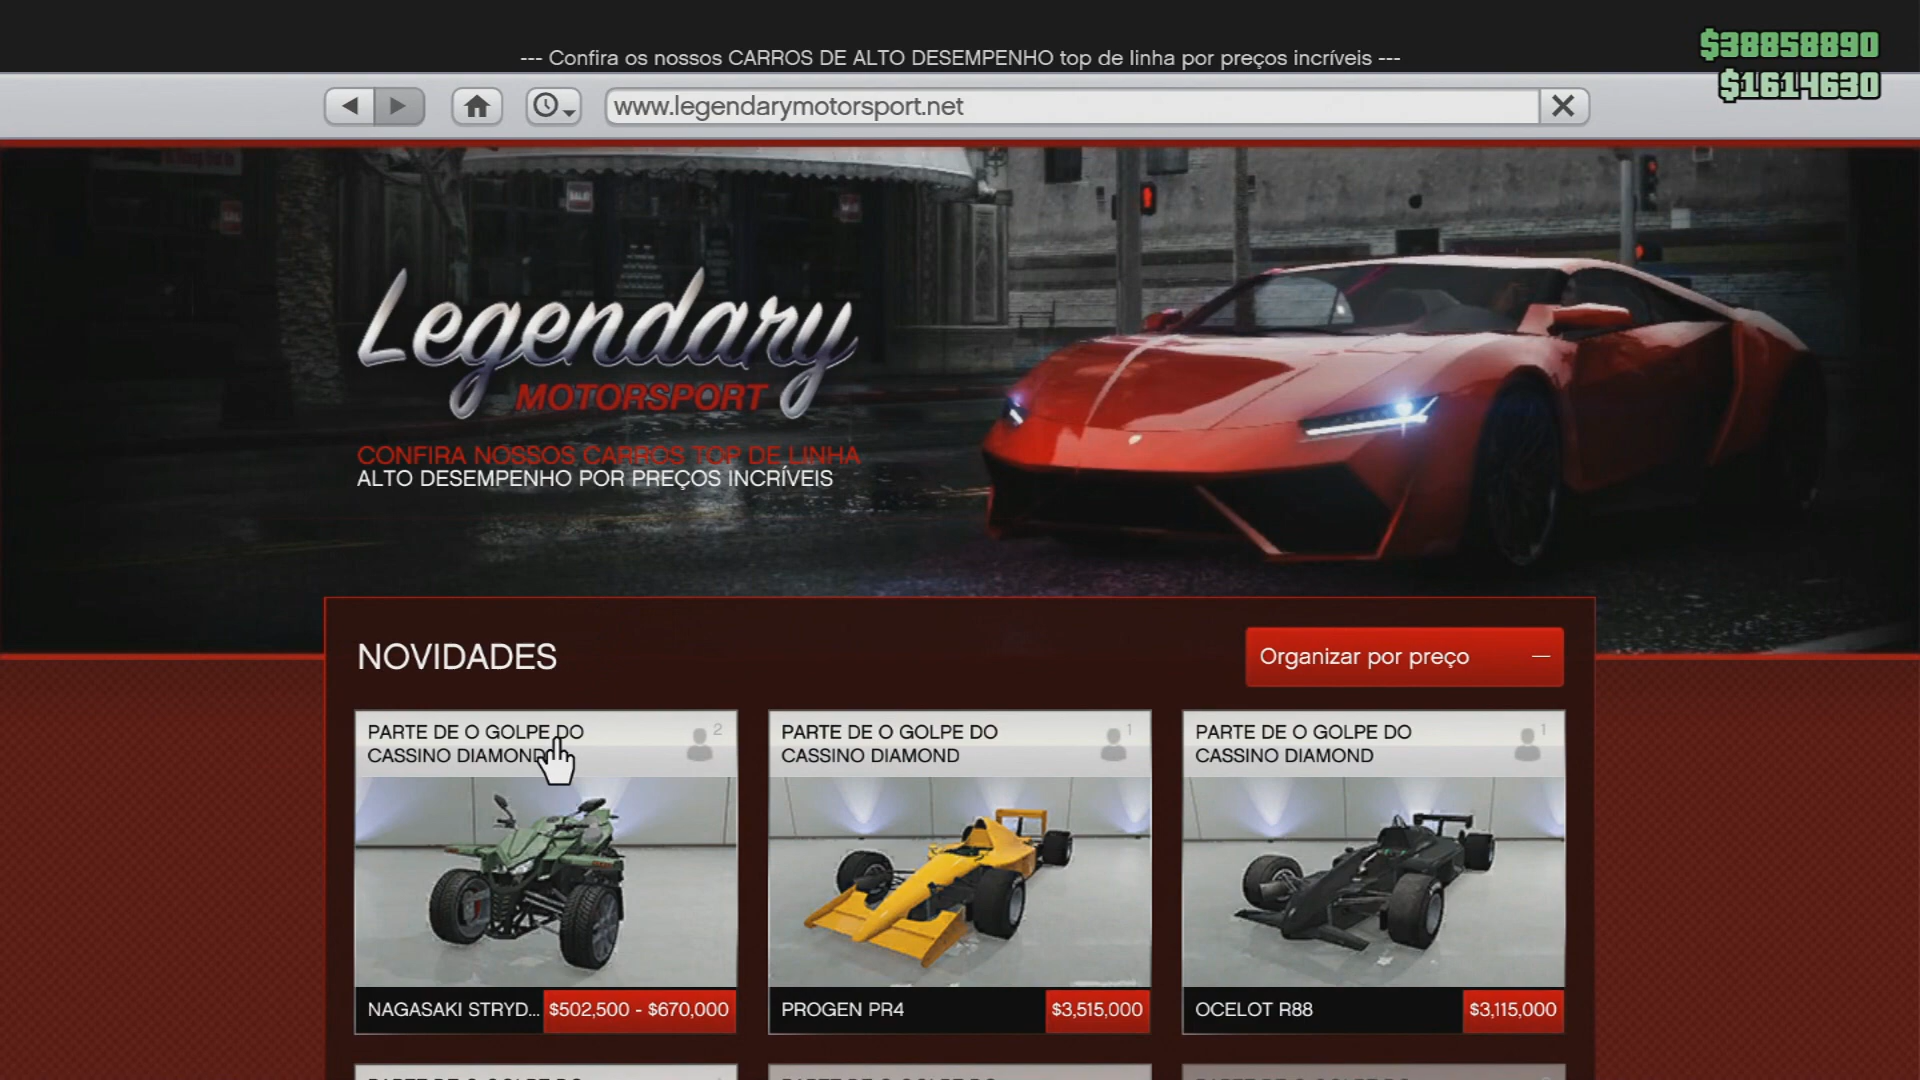 --- Confira os nossos CARROS DE ALTO DESEMPENHO top de linha por preços incríveis ---
$38858890
$1614630
www.legendarymotorsport.net
Legendary
MOTORSPORT
CONFIRA NOSSOS CARROS TOP DE LINHA
ALTO DESEMPENHO POR PREÇOS INCRÍVEIS
NOVIDADES
Organizar por preço
PARTE DE O GOLPE DO
CASSINO DIAMOND
2
PARTE DE O GOLPE DO
CASSINO DIAMOND
1
PARTE DE O GOLPE DO
CASSINO DIAMOND
1
NAGASAKI STRYD...
$502,500 - $670,000
PROGEN PR4
$3,515,000
OCELOT R88
$3,115,000